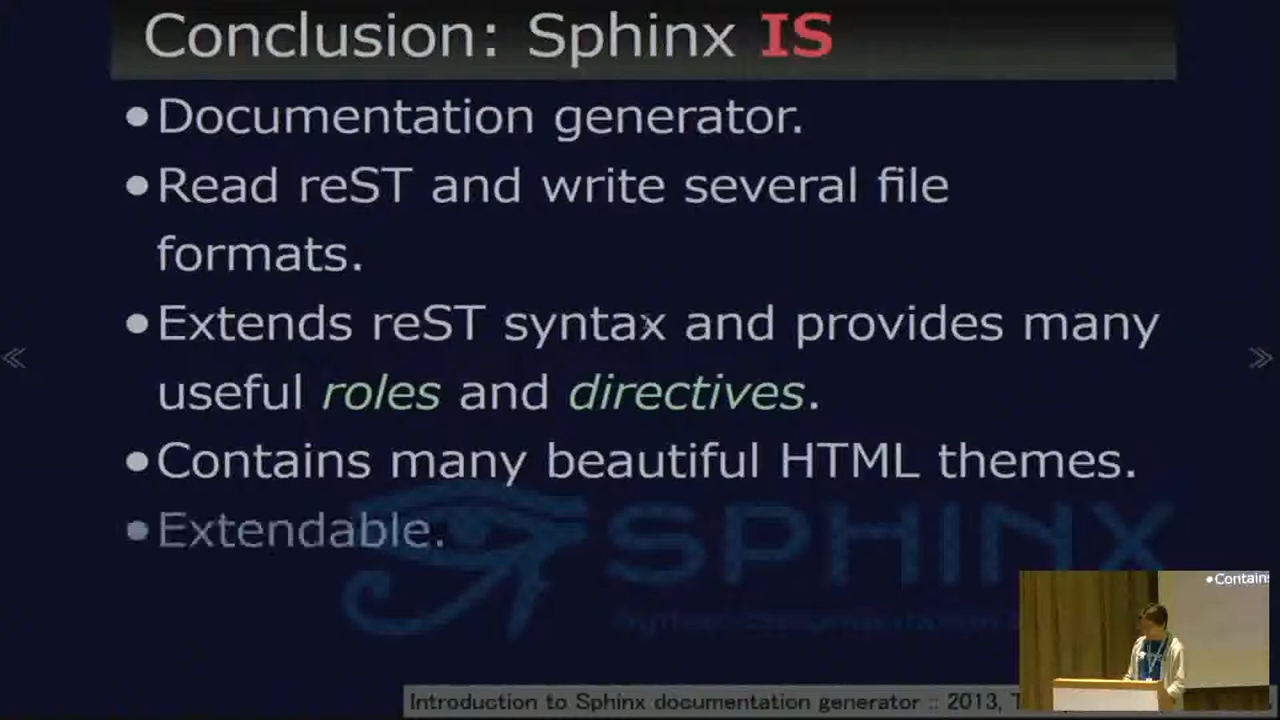 Conclusion: Sphinx IS
•Documentation generator.
•Read reST and write several file
formats.
•Extends reST syntax and provides many
useful roles and directives.
•Contains many beautiful HTML themes.
•Extendable.
SPHINX
Introduction to Sphinx documentation generator :: 2013, T
•Contains